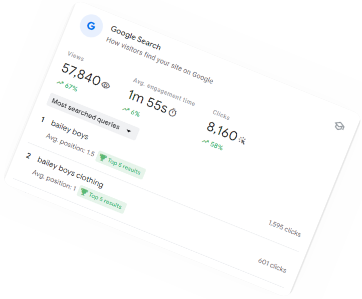 G
Google Search
How visitors find your site on Google
Views
57,840
67%
Avg. engagement time
1m 55s
6%
Clicks
8,160
58%
Most searched queries
1 bailey boys
Avg. position: 1.5 Top 5 results
1,595 clicks
2 bailey boys clothing
Avg. position: 1 Top 5 results
601 clicks